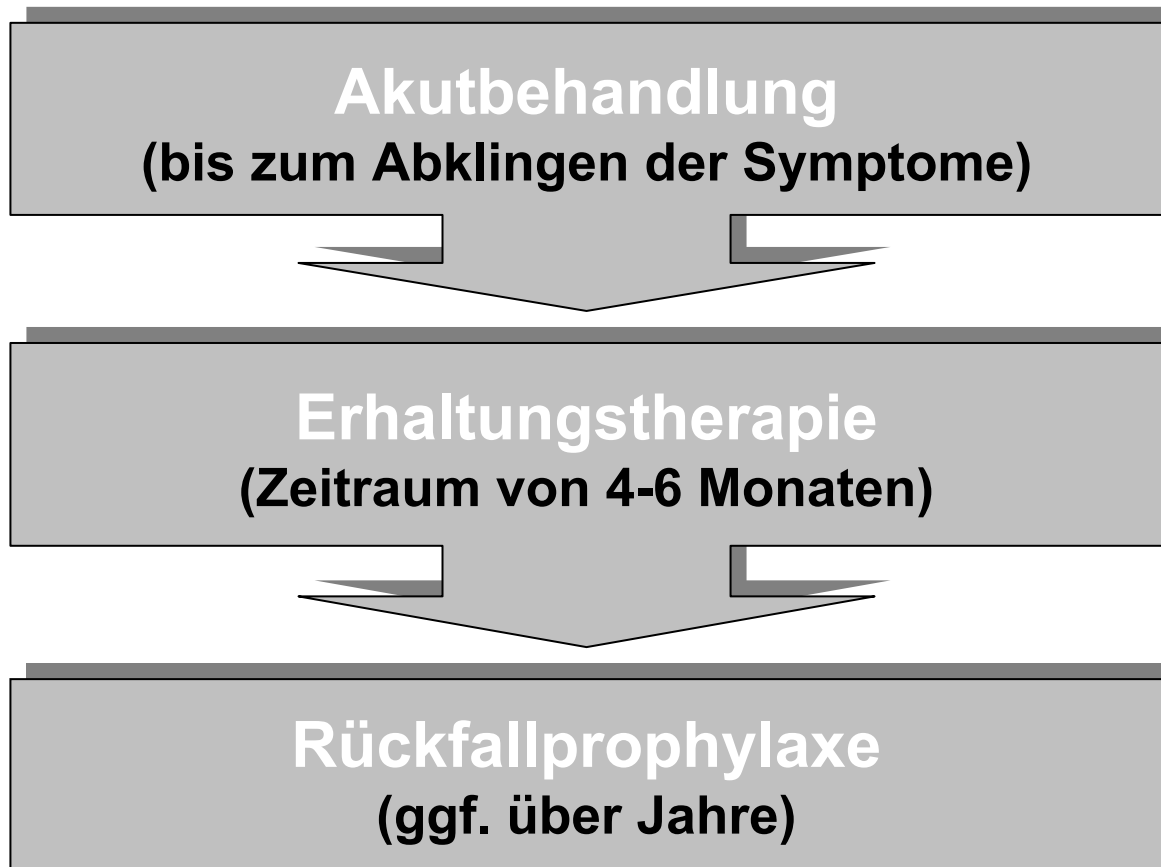 Akutbehandlung
(bis zum Abklingen der Symptome)
Erhaltungstherapie
(Zeitraum von 4-6 Monaten)
Rückfallprophylaxe
(ggf. über Jahre)